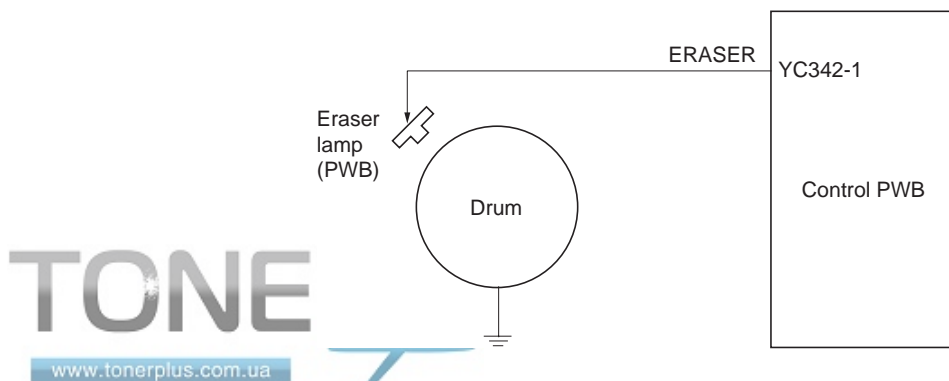 ERASER
YC342-1
Eraser
lamp
(PWB)
Drum
Control PWB
TONE
www.tonerplus.com.ua